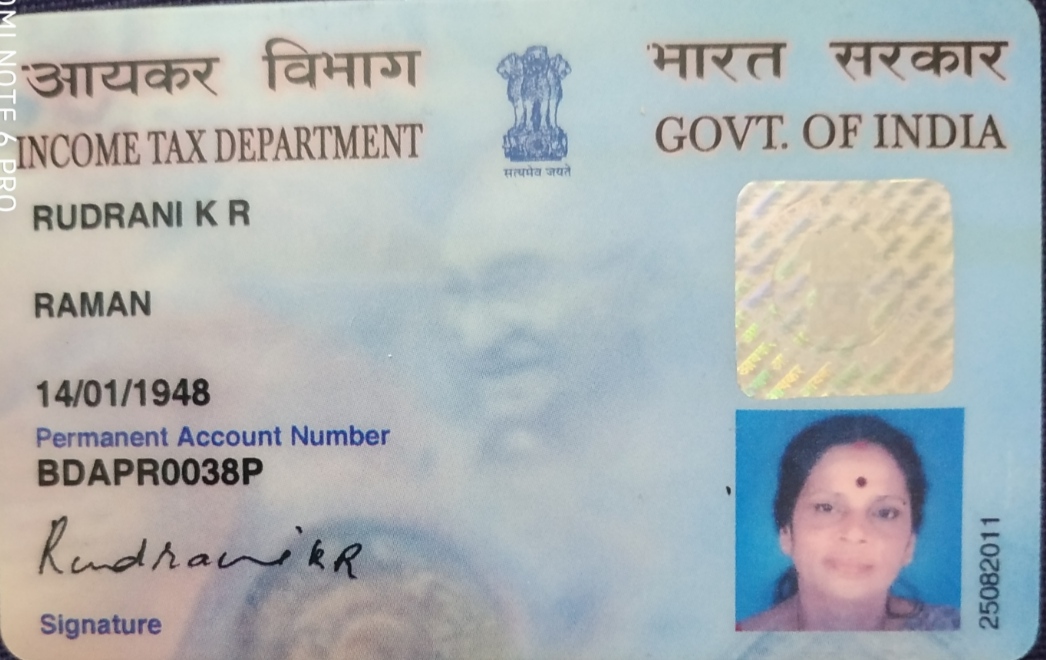 आयकर विभाग
भारत सरकार
INCOME TAX DEPARTMENT
GOVT. OF INDIA
सत्यमेव जयते
RUDRANI K R
RAMAN
14/01/1948
Permanent Account Number
BDAPR0038P
Rudrani K R
Signature
25082011
MI NOTE 6 PRO